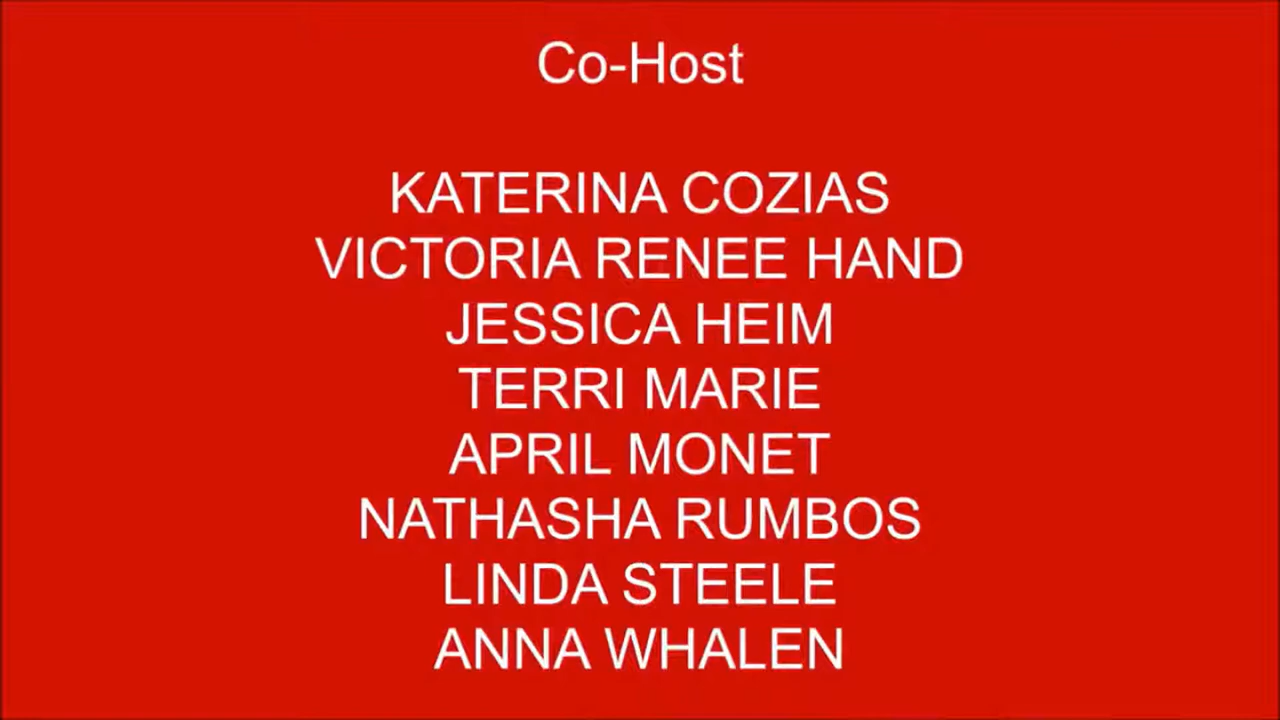 Co-Host
KATERINA COZIAS
VICTORIA RENEE HAND
JESSICA HEIM
TERRI MARIE
APRIL MONET
NATHASHA RUMBOS
LINDA STEELE
ANNA WHALEN